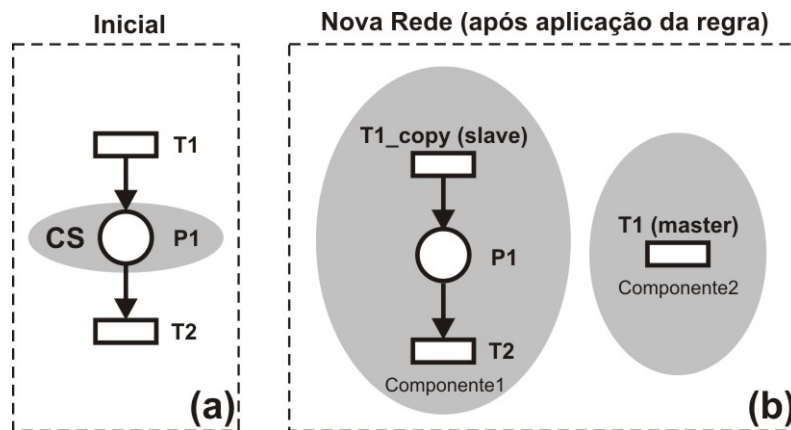 Inicial
T1
CS
P1
T2
(a)
Nova Rede (após aplicação da regra)
T1_copy (slave)
P1
T2
Componente1
T1 (master)
Componente2
(b)